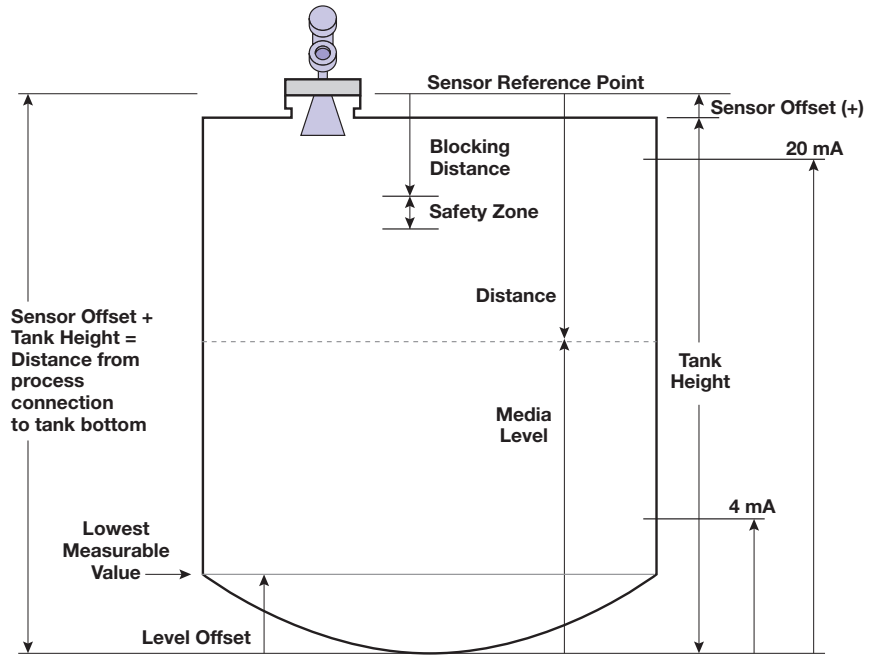 Sensor Reference Point
Sensor Offset (+)
20 mA
Blocking
Distance
Safety Zone
Distance
Sensor Offset +
Tank Height =
Distance from
process
connection
to tank bottom
Tank
Height
Media
Level
4 mA
Lowest
Measurable
Value
Level Offset